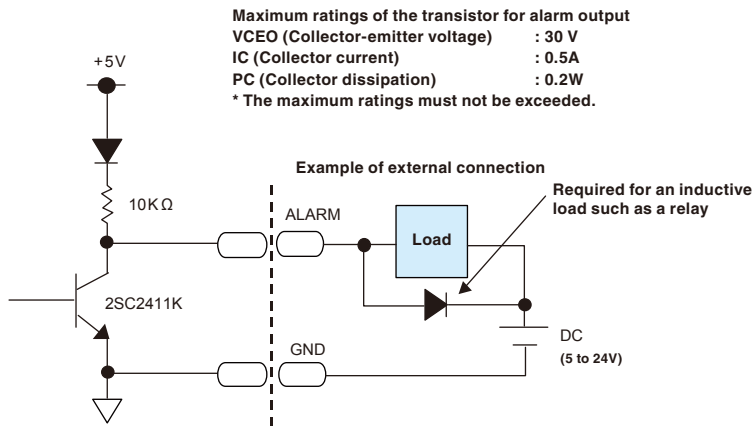 Maximum ratings of the transistor for alarm output
VCEO (Collector-emitter voltage) : 30 V
IC (Collector current) : 0.5A
PC (Collector dissipation) : 0.2W
* The maximum ratings must not be exceeded.
+5V
Example of external connection
Required for an inductive
load such as a relay
10KΩ
ALARM
Load
2SC2411K
GND
DC
(5 to 24V)